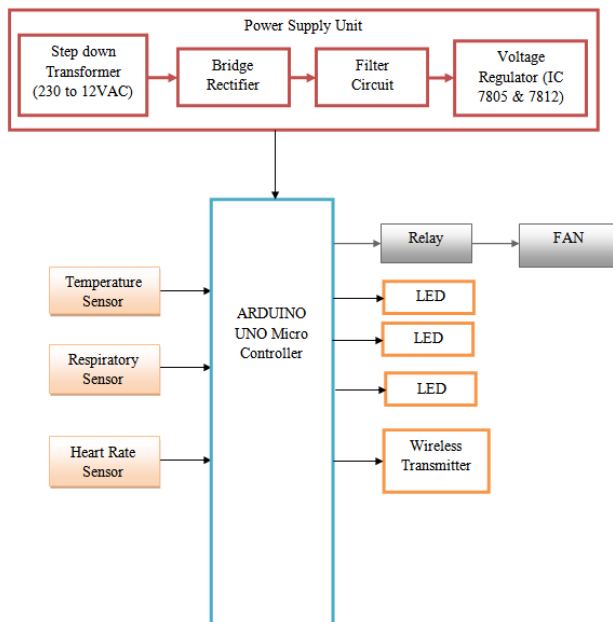 Power Supply Unit
Step down
Transformer
(230 to 12VAC)
Bridge
Rectifier
Filter
Circuit
Voltage
Regulator (IC
7805 & 7812)
Relay
FAN
Temperature
Sensor
ARDUINO
UNO Micro
Controller
LED
LED
Respiratory
Sensor
LED
Heart Rate
Sensor
Wireless
Transmitter